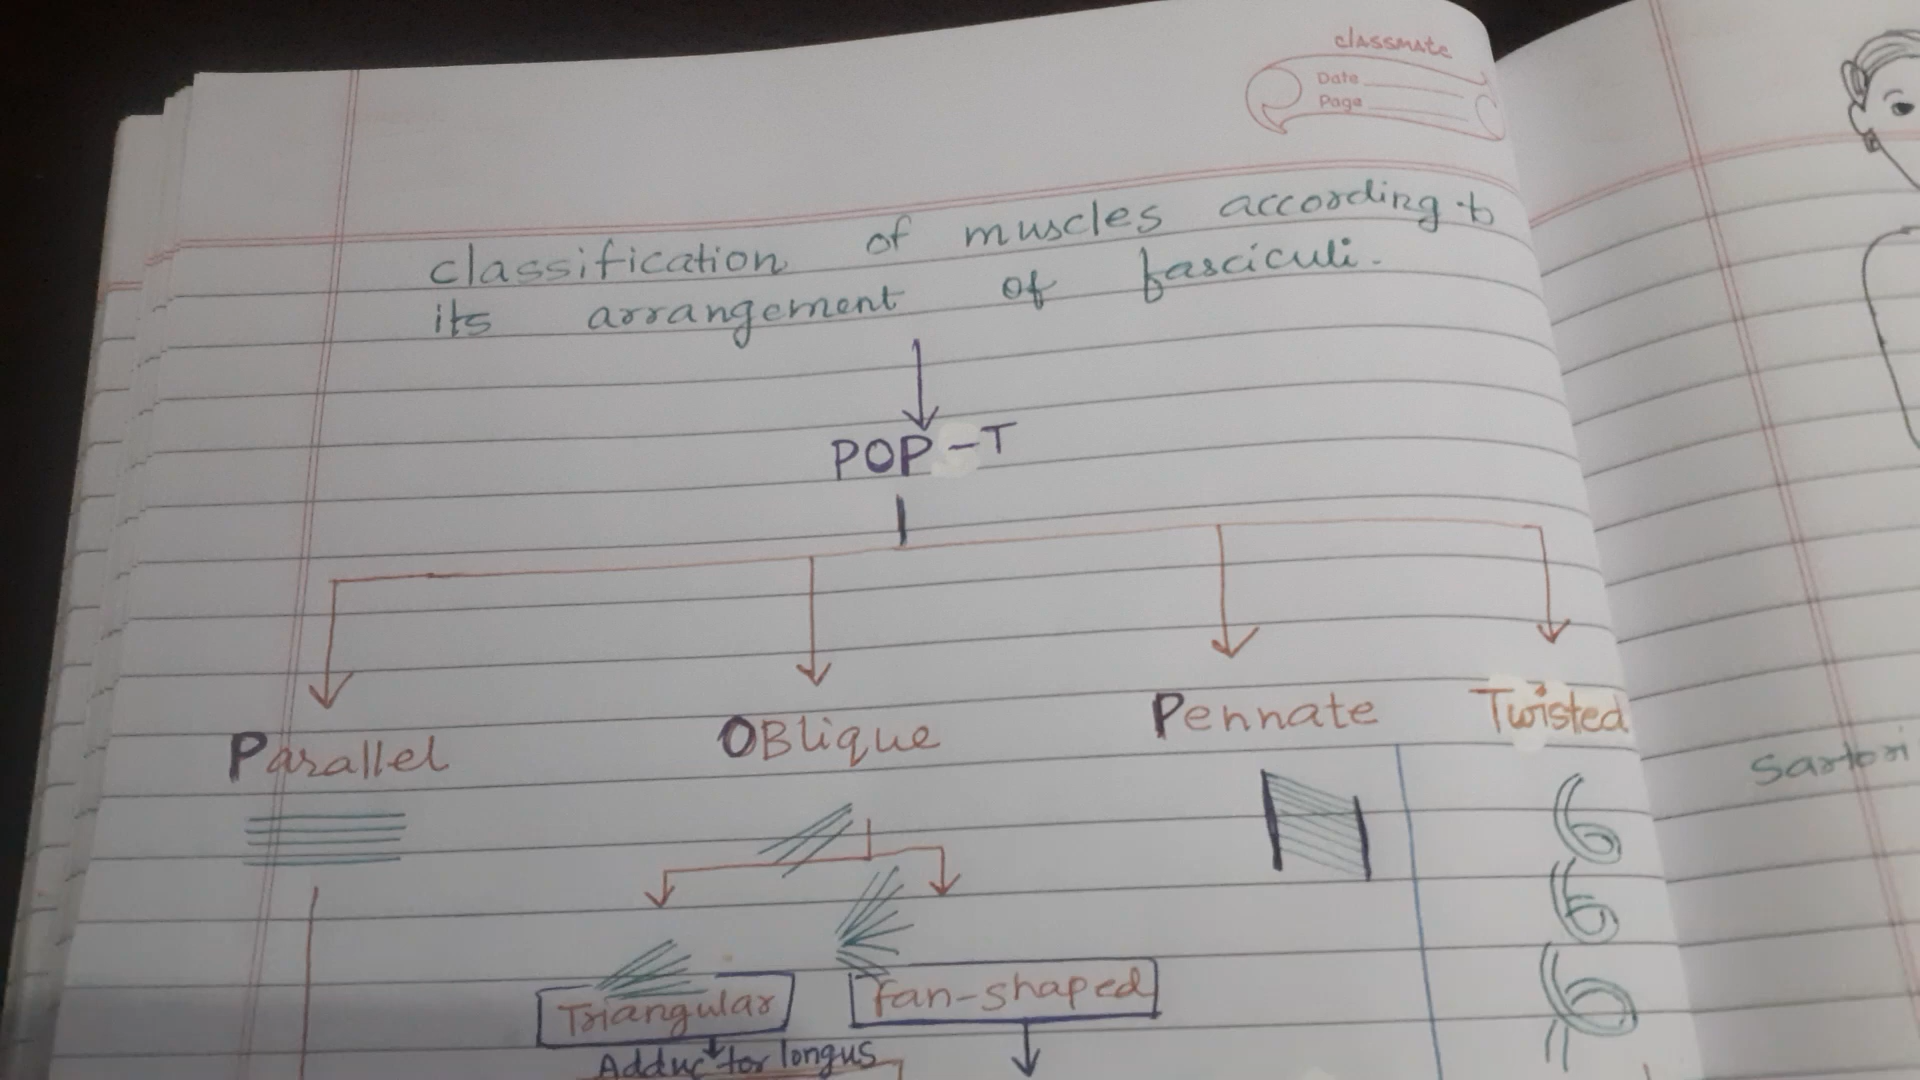 classmate
Date
Page
classification of muscles according to
its arrangement of fasciculi.
POP-T
Parallel
OBlique
Pennate
Twisted
Triangular
fan-shaped
Adductor longus
Sartori